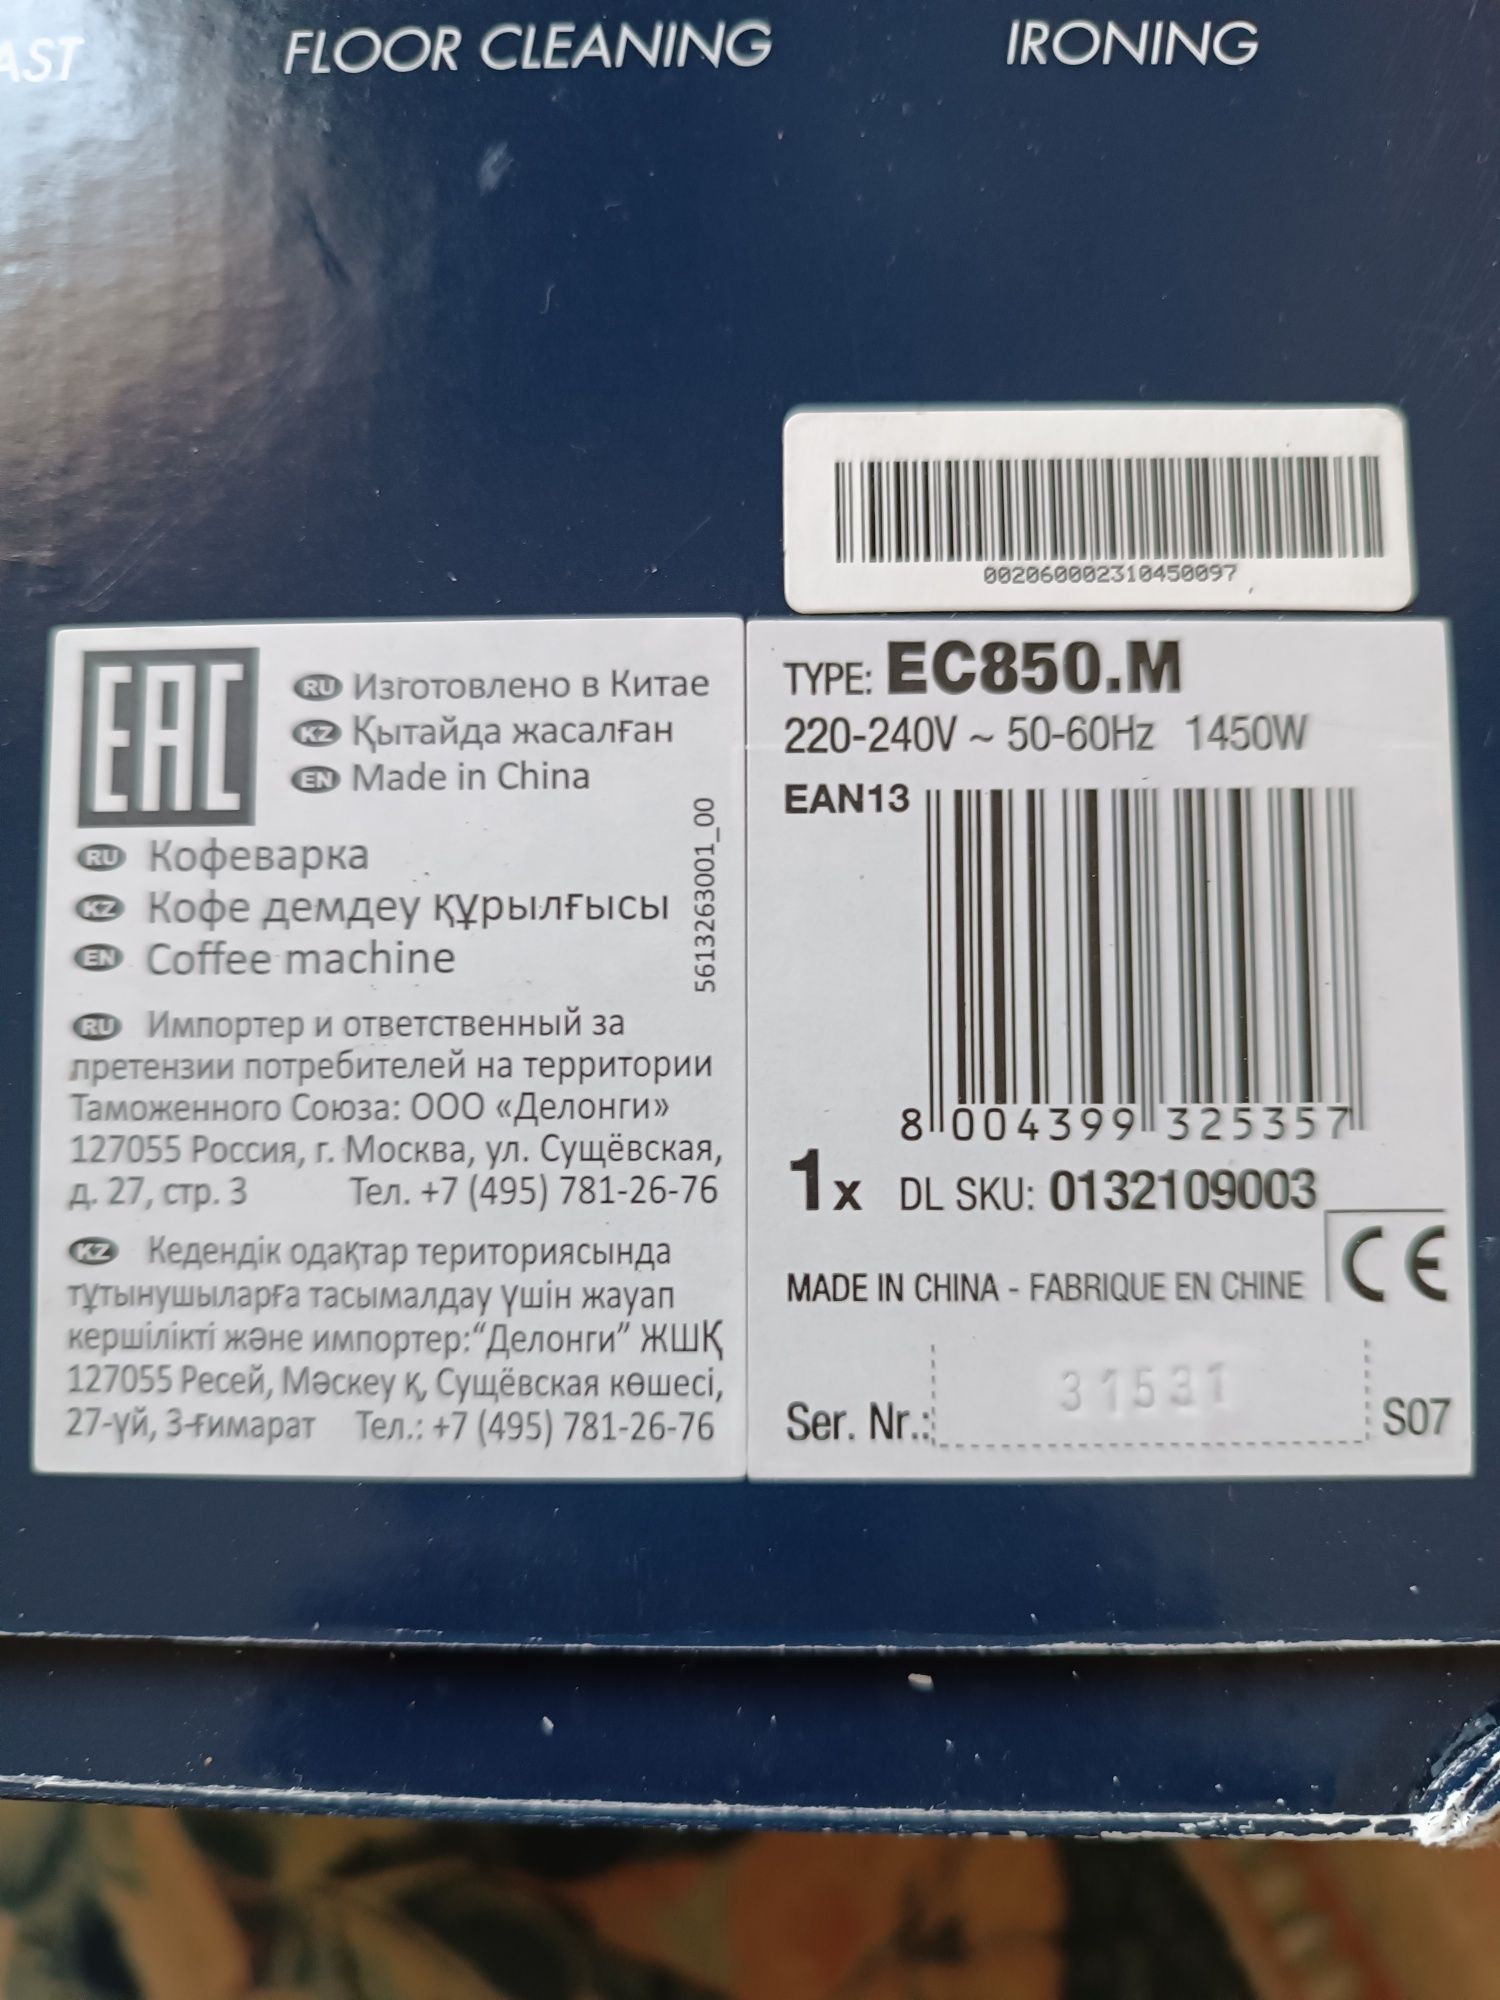 FLOOR CLEANING
IRONING
002060002310450097
EAC
RU Изготовлено в Китае
KZ Қытайда жасалған
EN Made in China
RU Кофеварка
KZ Кофе демдеу құрылғысы
EN Coffee machine
5613263001_00
RU Импортер и ответственный за
претензии потребителей на территории
Таможенного Союза: ООО «Делонги»
127055 Россия, г. Москва, ул. Сущёвская,
д. 27, стр. 3 Тел. +7 (495) 781-26-76
KZ Кедендік одақтар териториясында
тұтынушыларға тасымалдау үшін жауап
кершілікті және импортер:“Делонги” ЖШҚ
127055 Ресей, Мәскеу қ, Сущёвская көшесі,
27-үй, 3-ғимарат Тел.: +7 (495) 781-26-76
TYPE: EC850.M
220-240V ~ 50-60Hz 1450W
EAN13
8 004399 325357
1x DL SKU: 0132109003
MADE IN CHINA - FABRIQUE EN CHINE CE
Ser. Nr.: 31531 S07